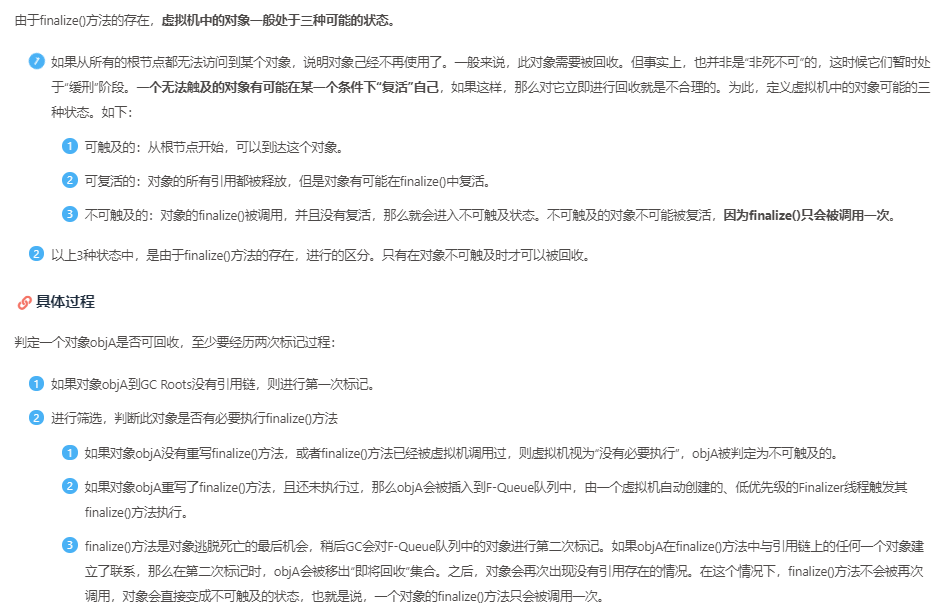 由于finalize()方法的存在，虚拟机中的对象一般处于三种可能的状态。
1 如果从所有的根节点都无法访问到某个对象，说明对象己经不再使用了。一般来说，此对象需要被回收。但事实上，也并非是“非死不可”的，这时候它们暂时处
于“缓刑”阶段。一个无法触及的对象有可能在某一个条件下“复活”自己，如果这样，那么对它立即进行回收就是不合理的。为此，定义虚拟机中的对象可能的三
种状态。如下：
1 可触及的：从根节点开始，可以到达这个对象。
2 可复活的：对象的所有引用都被释放，但是对象有可能在finalize()中复活。
3 不可触及的：对象的finalize()被调用，并且没有复活，那么就会进入不可触及状态。不可触及的对象不可能被复活，因为finalize()只会被调用一次。
2 以上3种状态中，是由于finalize()方法的存在，进行的区分。只有在对象不可触及时才可以被回收。
具体过程
判定一个对象objA是否可回收，至少要经历两次标记过程：
1 如果对象objA到GC Roots没有引用链，则进行第一次标记。
2 进行筛选，判断此对象是否有必要执行finalize()方法
1 如果对象objA没有重写finalize()方法，或者finalize()方法已经被虚拟机调用过，则虚拟机视为“没有必要执行”，objA被判定为不可触及的。
2 如果对象objA重写了finalize()方法，且还未执行过，那么objA会被插入到F-Queue队列中，由一个虚拟机自动创建的、低优先级的Finalizer线程触发其
finalize()方法执行。
3 finalize()方法是对象逃脱死亡的最后机会，稍后GC会对F-Queue队列中的对象进行第二次标记。如果objA在finalize()方法中与引用链上的任何一个对象建
立了联系，那么在第二次标记时，objA会被移出“即将回收”集合。之后，对象会再次出现没有引用存在的情况。在这个情况下，finalize()方法不会被再次
调用，对象会直接变成不可触及的状态，也就是说，一个对象的finalize()方法只会被调用一次。